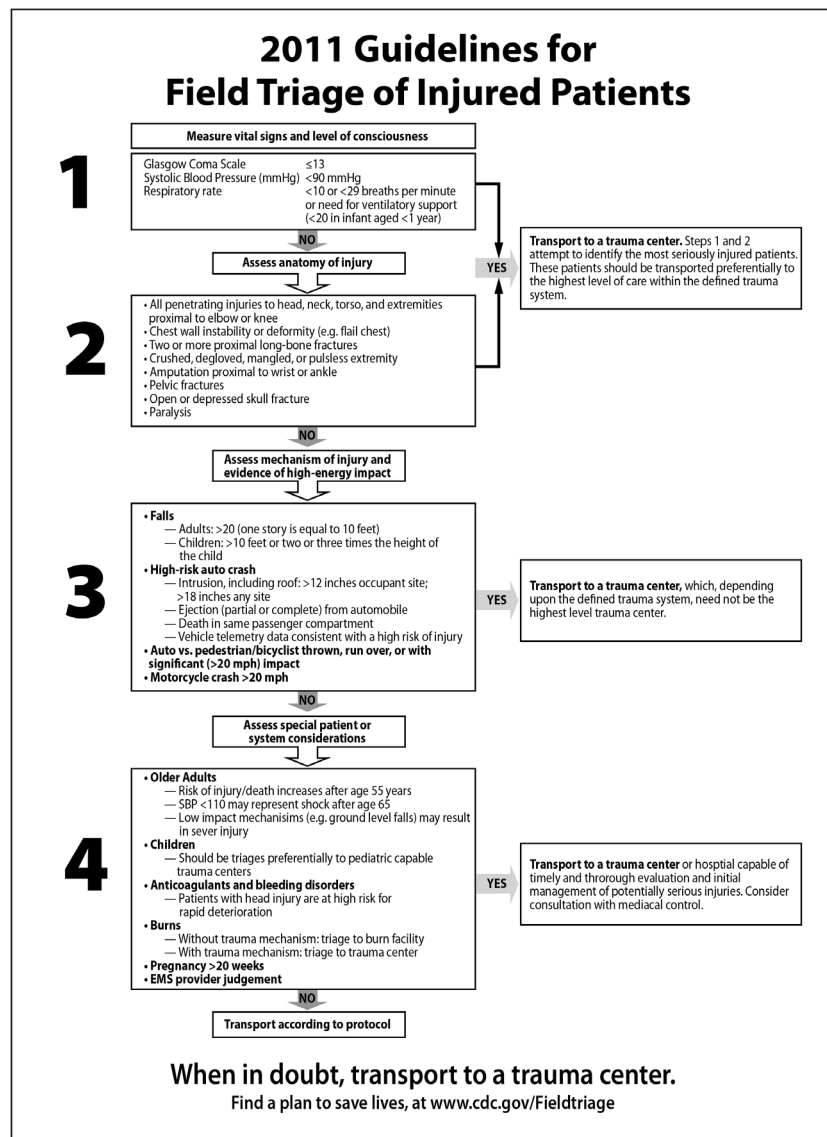 2011 Guidelines for
Field Triage of Injured Patients
Measure vital signs and level of consciousness
1
Glasgow Coma Scale ≤13
Systolic Blood Pressure (mmHg) <90 mmHg
Respiratory rate <10 or <29 breaths per minute
or need for ventilatory support
(<20 in infant aged <1 year)
NO
Assess anatomy of injury
YES
Transport to a trauma center. Steps 1 and 2
attempt to identify the most seriously injured patients.
These patients should be transported preferentially to
the highest level of care within the defined trauma
system.
2
• All penetrating injuries to head, neck, torso, and extremities
proximal to elbow or knee
• Chest wall instability or deformity (e.g. flail chest)
• Two or more proximal long-bone fractures
• Crushed, degloved, mangled, or pulsless extremity
• Amputation proximal to wrist or ankle
• Pelvic fractures
• Open or depressed skull fracture
• Paralysis
NO
Assess mechanism of injury and
evidence of high-energy impact
3
• Falls
— Adults: >20 (one story is equal to 10 feet)
— Children: >10 feet or two or three times the height of
the child
• High-risk auto crash
— Intrusion, including roof: >12 inches occupant site;
>18 inches any site
— Ejection (partial or complete) from automobile
— Death in same passenger compartment
— Vehicle telemetry data consistent with a high risk of injury
• Auto vs. pedestrian/bicyclist thrown, run over, or with
significant (>20 mph) impact
• Motorcycle crash >20 mph
YES
Transport to a trauma center, which, depending
upon the defined trauma system, need not be the
highest level trauma center.
NO
Assess special patient or
system considerations
4
• Older Adults
— Risk of injury/death increases after age 55 years
— SBP <110 may represent shock after age 65
— Low impact mechanisims (e.g. ground level falls) may result
in sever injury
• Children
— Should be triages preferentially to pediatric capable
trauma centers
• Anticoagulants and bleeding disorders
— Patients with head injury are at high risk for
rapid deterioration
• Burns
— Without trauma mechanism: triage to burn facility
— With trauma mechanism: triage to trauma center
• Pregnancy >20 weeks
• EMS provider judgement
YES
Transport to a trauma center or hosptial capable of
timely and throrough evaluation and initial
management of potentially serious injuries. Consider
consultation with mediacal control.
NO
Transport according to protocol
When in doubt, transport to a trauma center.
Find a plan to save lives, at www.cdc.gov/Fieldtriage